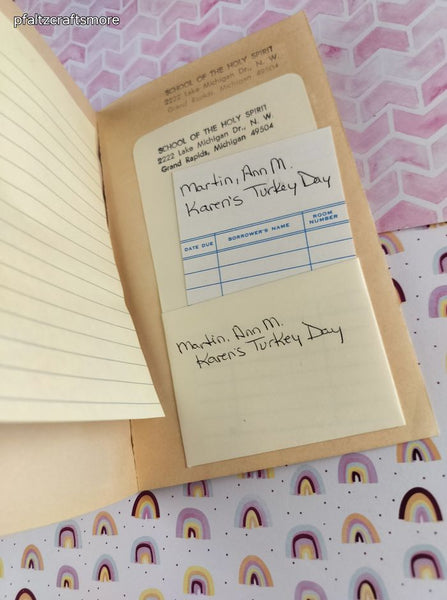 pfaltzcraftsmore
SCHOOL OF THE HOLY SPIRIT
2222 Lake Michigan Dr., N. W.
Grand Rapids, Michigan 49504
SCHOOL OF THE HOLY SPIRIT
2222 Lake Michigan Dr., N. W.
Grand Rapids, Michigan 49504
Martin, Ann M.
Karen's Turkey Day
DATE DUE BORROWER'S NAME ROOM NUMBER
Martin, Ann M.
Karen's Turkey Day